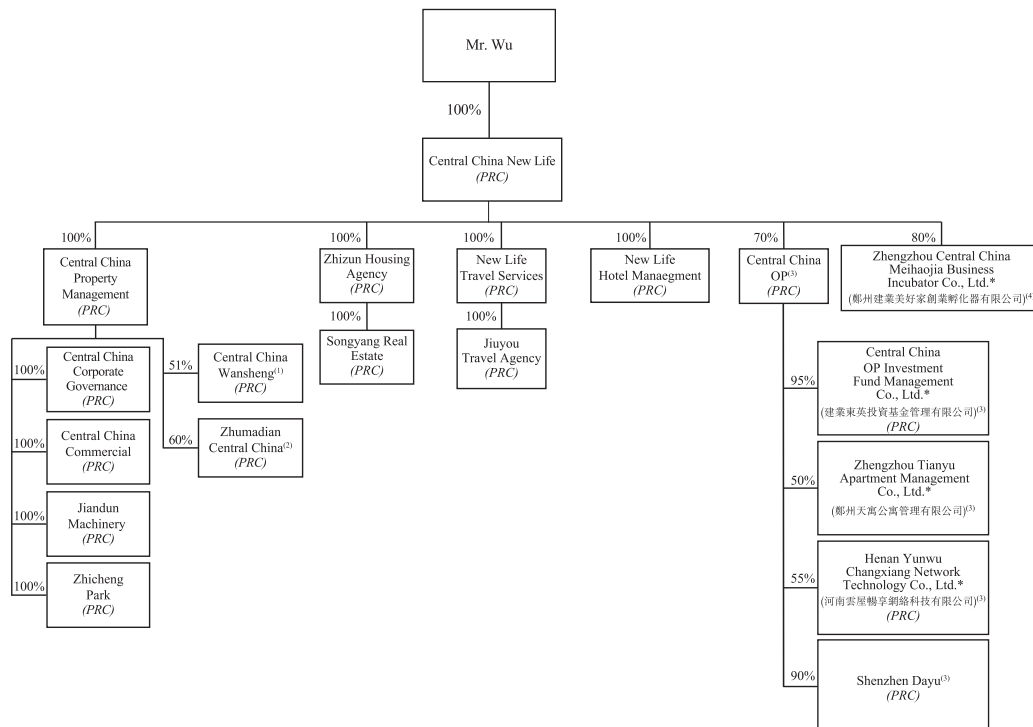 Mr. Wu
100%
Central China New Life
(PRC)
100%
100%
100%
100%
70%
80%
Central China
Property
Management
(PRC)
Zhizun Housing
Agency
(PRC)
New Life
Travel Services
(PRC)
New Life
Hotel Manaegment
(PRC)
Central China
OP(3)
(PRC)
Zhengzhou Central China
Meihaojia Business
Incubator Co., Ltd.*
(鄭州建業美好家創業孵化器有限公司)(4)
100%
Songyang Real
Estate
(PRC)
100%
Jiuyou
Travel Agency
(PRC)
100%
Central China
Corporate
Governance
(PRC)
51%
Central China
Wansheng(1)
(PRC)
100%
Central China
Commercial
(PRC)
60%
Zhumadian
Central China(2)
(PRC)
100%
Jiandun
Machinery
(PRC)
100%
Zhicheng
Park
(PRC)
95%
Central China
OP Investment
Fund Management
Co., Ltd.*
(建業東英投資基金管理有限公司)(3)
(PRC)
50%
Zhengzhou Tianyu
Apartment Management
Co., Ltd.*
(鄭州天寓公寓管理有限公司)(3)
55%
Henan Yunwu
Changxiang Network
Technology Co., Ltd.*
(河南雲屋暢享網絡科技有限公司)(3)
(PRC)
90%
Shenzhen Dayu(3)
(PRC)